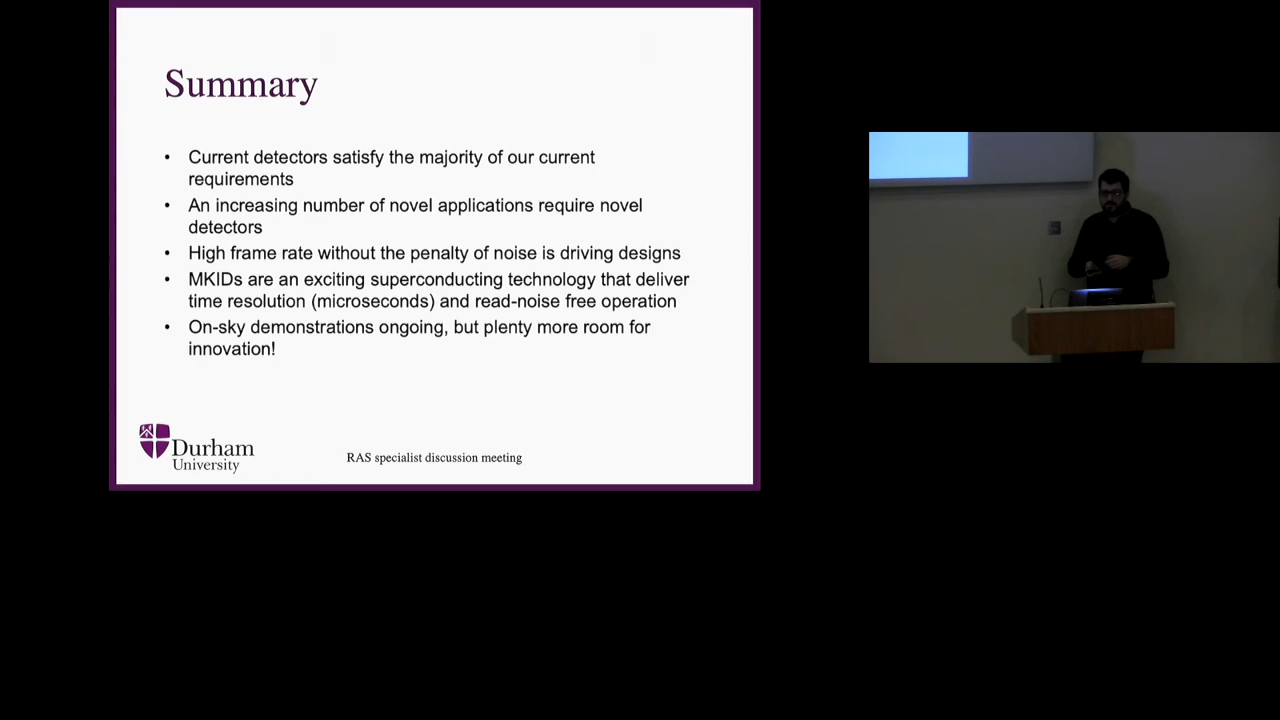 Summary
• Current detectors satisfy the majority of our current
requirements
• An increasing number of novel applications require novel
detectors
• High frame rate without the penalty of noise is driving designs
• MKIDs are an exciting superconducting technology that deliver
time resolution (microseconds) and read-noise free operation
• On-sky demonstrations ongoing, but plenty more room for
innovation!
Durham
University
RAS specialist discussion meeting